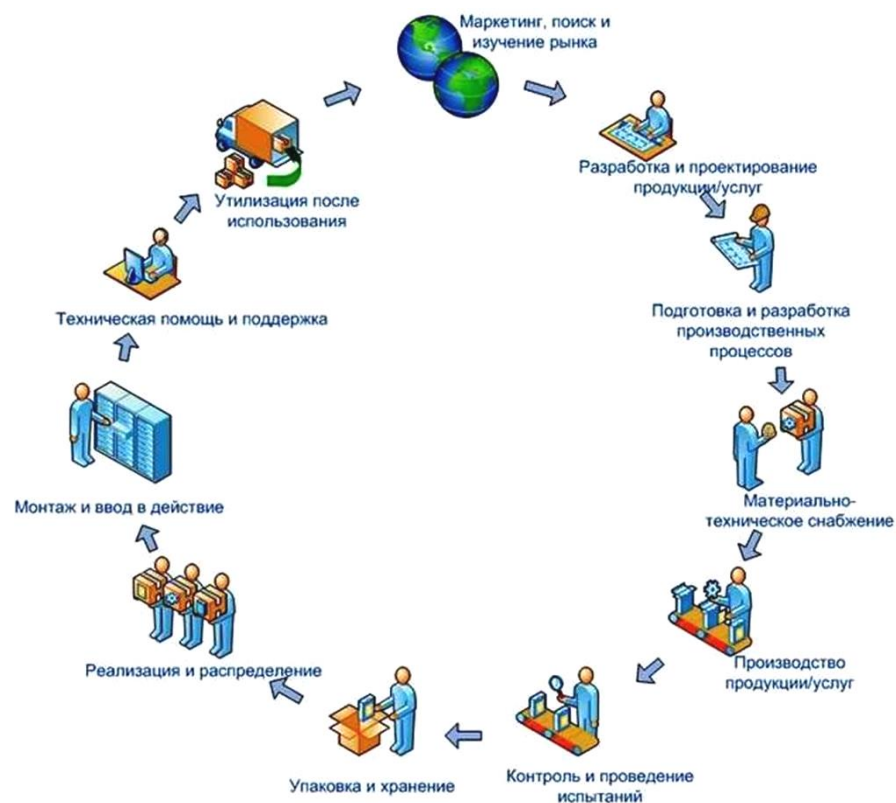 Маркетинг, поиск и
изучение рынка
Разработка и проектирование
продукции/услуг
Подготовка и разработка
производственных
процессов
Материально-
техническое снабжение
Производство
продукции/услуг
Контроль и проведение
испытаний
Упаковка и хранение
Реализация и распределение
Монтаж и ввод в действие
Техническая помощь и поддержка
Утилизация после
использования